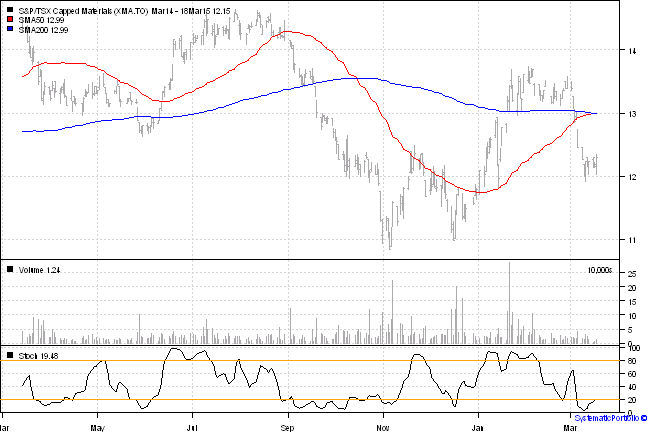 S&P/TSX Capped Materials (XMA.TO) Mar14 - 18Mar15 12.15
SMA50 12.99
SMA200 12.99
14
13
12
11
Volume 1.24
10,000s
25
20
15
10
5
0
Stoch 19.48
100
80
60
40
20
0
Mar May Jul Sep Nov Jan Mar
SystematicPortfolio ©